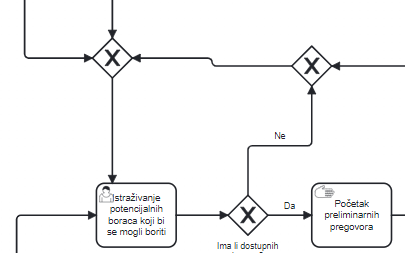 Ne
Istraživanje
potencijalnih
boraca koji bi
se mogli boriti
Da
Početak
preliminarnih
pregovora
Ima li dostupnih